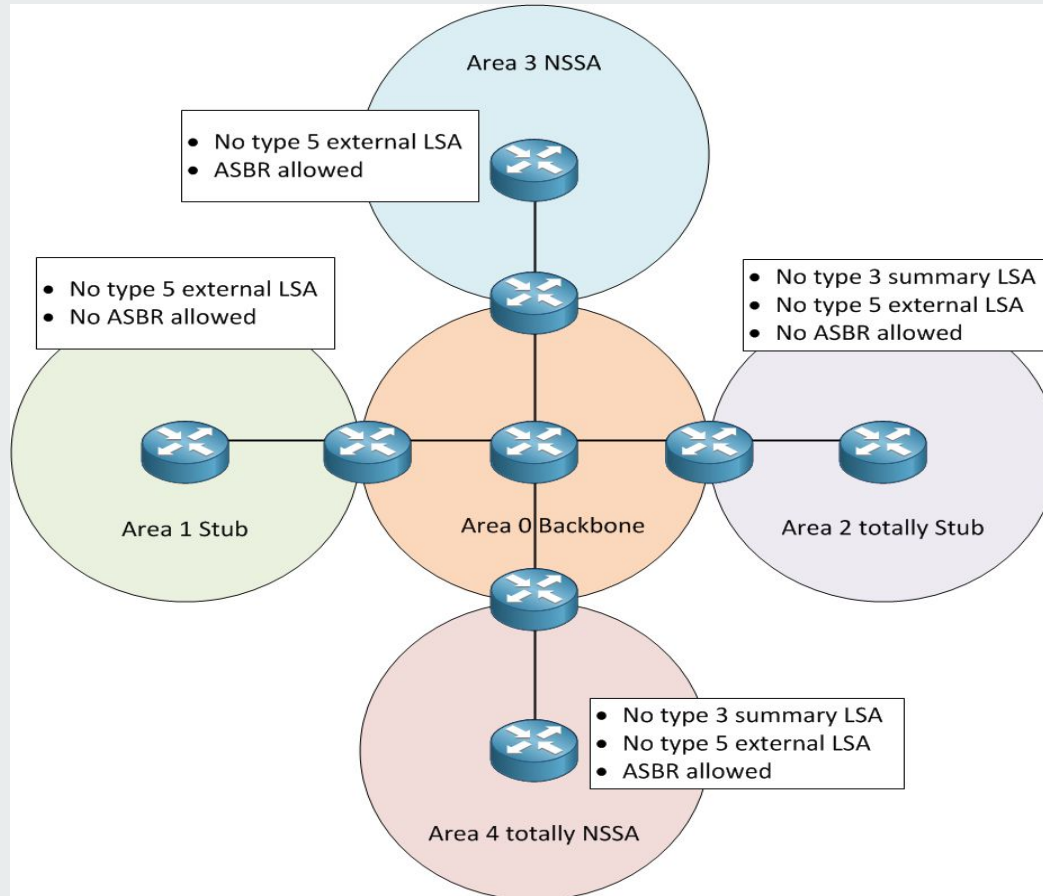 Area 3 NSSA
• No type 5 external LSA
• ASBR allowed
• No type 5 external LSA
• No ASBR allowed
• No type 3 summary LSA
• No type 5 external LSA
• No ASBR allowed
Area 1 Stub
Area 0 Backbone
Area 2 totally Stub
• No type 3 summary LSA
• No type 5 external LSA
• ASBR allowed
Area 4 totally NSSA